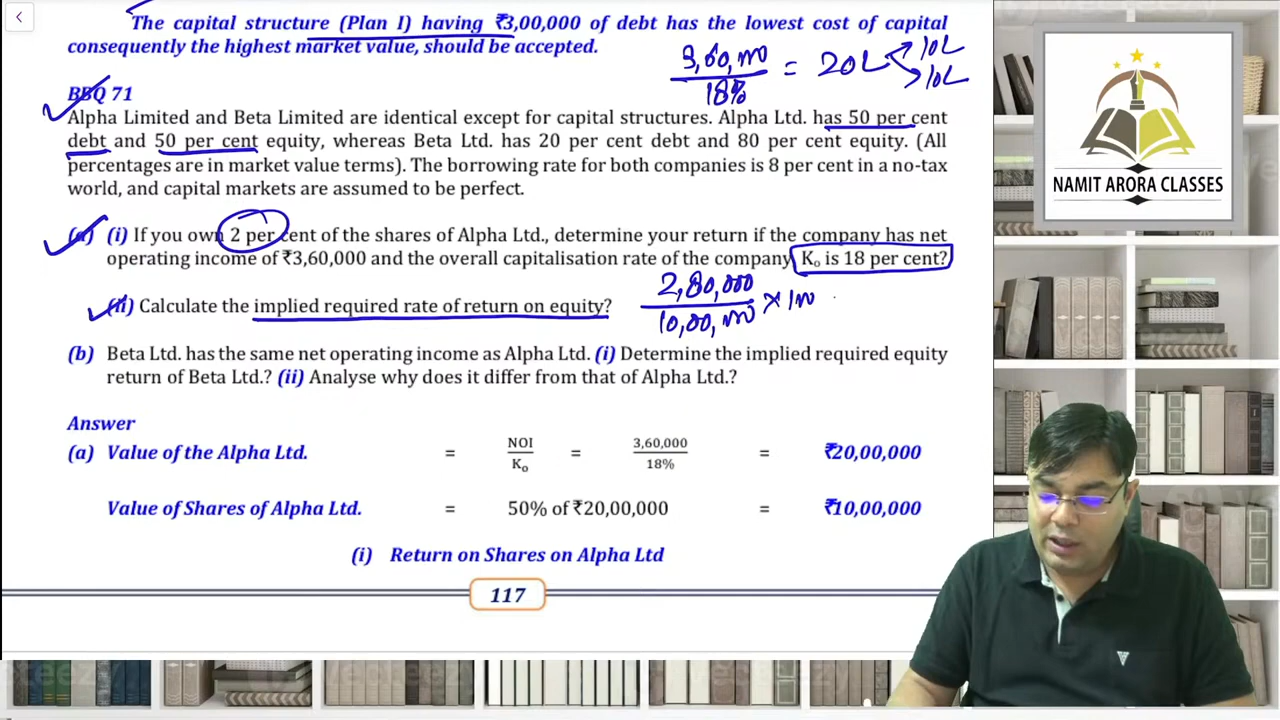 The capital structure (Plan I) having ₹3,00,000 of debt has the lowest cost of capital
consequently the highest market value, should be accepted.
3,60,000
18%
= 20L
10L
10L
BBQ 71
Alpha Limited and Beta Limited are identical except for capital structures. Alpha Ltd. has 50 per cent
debt and 50 per cent equity, whereas Beta Ltd. has 20 per cent debt and 80 per cent equity. (All
percentages are in market value terms). The borrowing rate for both companies is 8 per cent in a no-tax
world, and capital markets are assumed to be perfect.
(a) (i) If you own 2 per cent of the shares of Alpha Ltd., determine your return if the company has net
operating income of ₹3,60,000 and the overall capitalisation rate of the company K₀ is 18 per cent?
(ii) Calculate the implied required rate of return on equity?
2,80,000
10,00,000
× 100
(b) Beta Ltd. has the same net operating income as Alpha Ltd. (i) Determine the implied required equity
return of Beta Ltd.? (ii) Analyse why does it differ from that of Alpha Ltd.?
Answer
(a) Value of the Alpha Ltd. = NOI / K₀ = 3,60,000 / 18% = ₹20,00,000
Value of Shares of Alpha Ltd. = 50% of ₹20,00,000 = ₹10,00,000
(i) Return on Shares on Alpha Ltd
117
NAMIT ARORA CLASSES